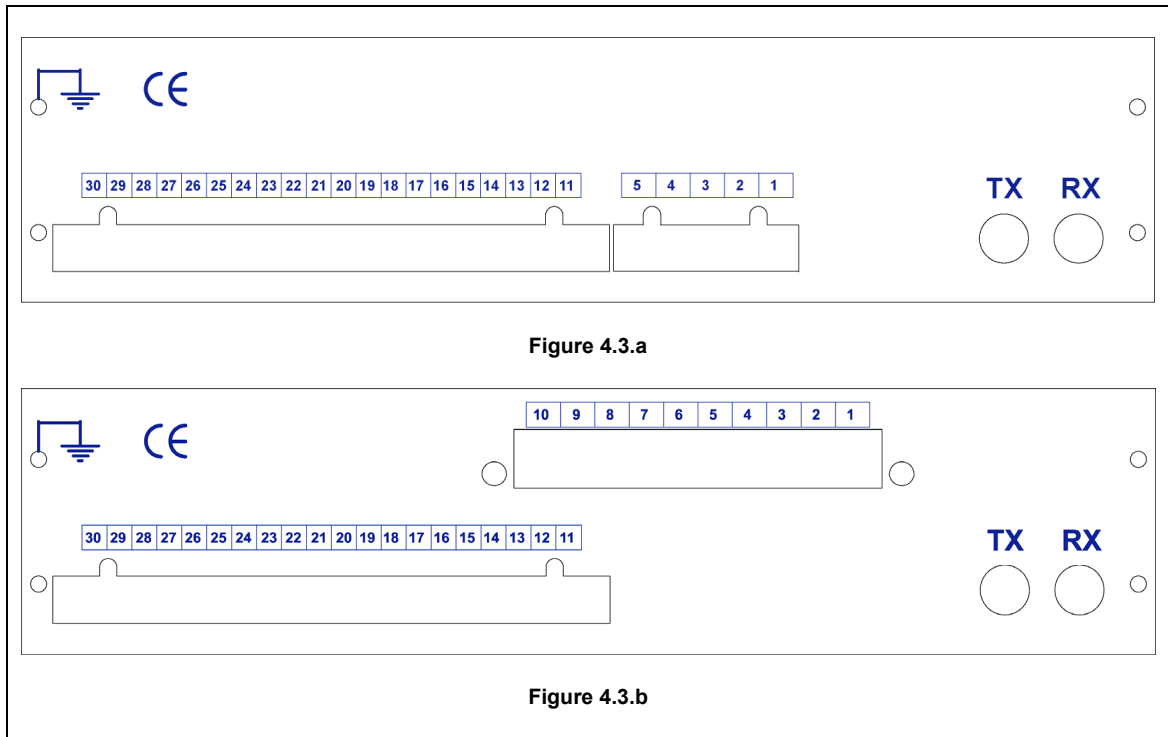 CE
30 29 28 27 26 25 24 23 22 21 20 19 18 17 16 15 14 13 12 11
5 4 3 2 1
TX RX
Figure 4.3.a
10 9 8 7 6 5 4 3 2 1
CE
30 29 28 27 26 25 24 23 22 21 20 19 18 17 16 15 14 13 12 11
TX RX
Figure 4.3.b